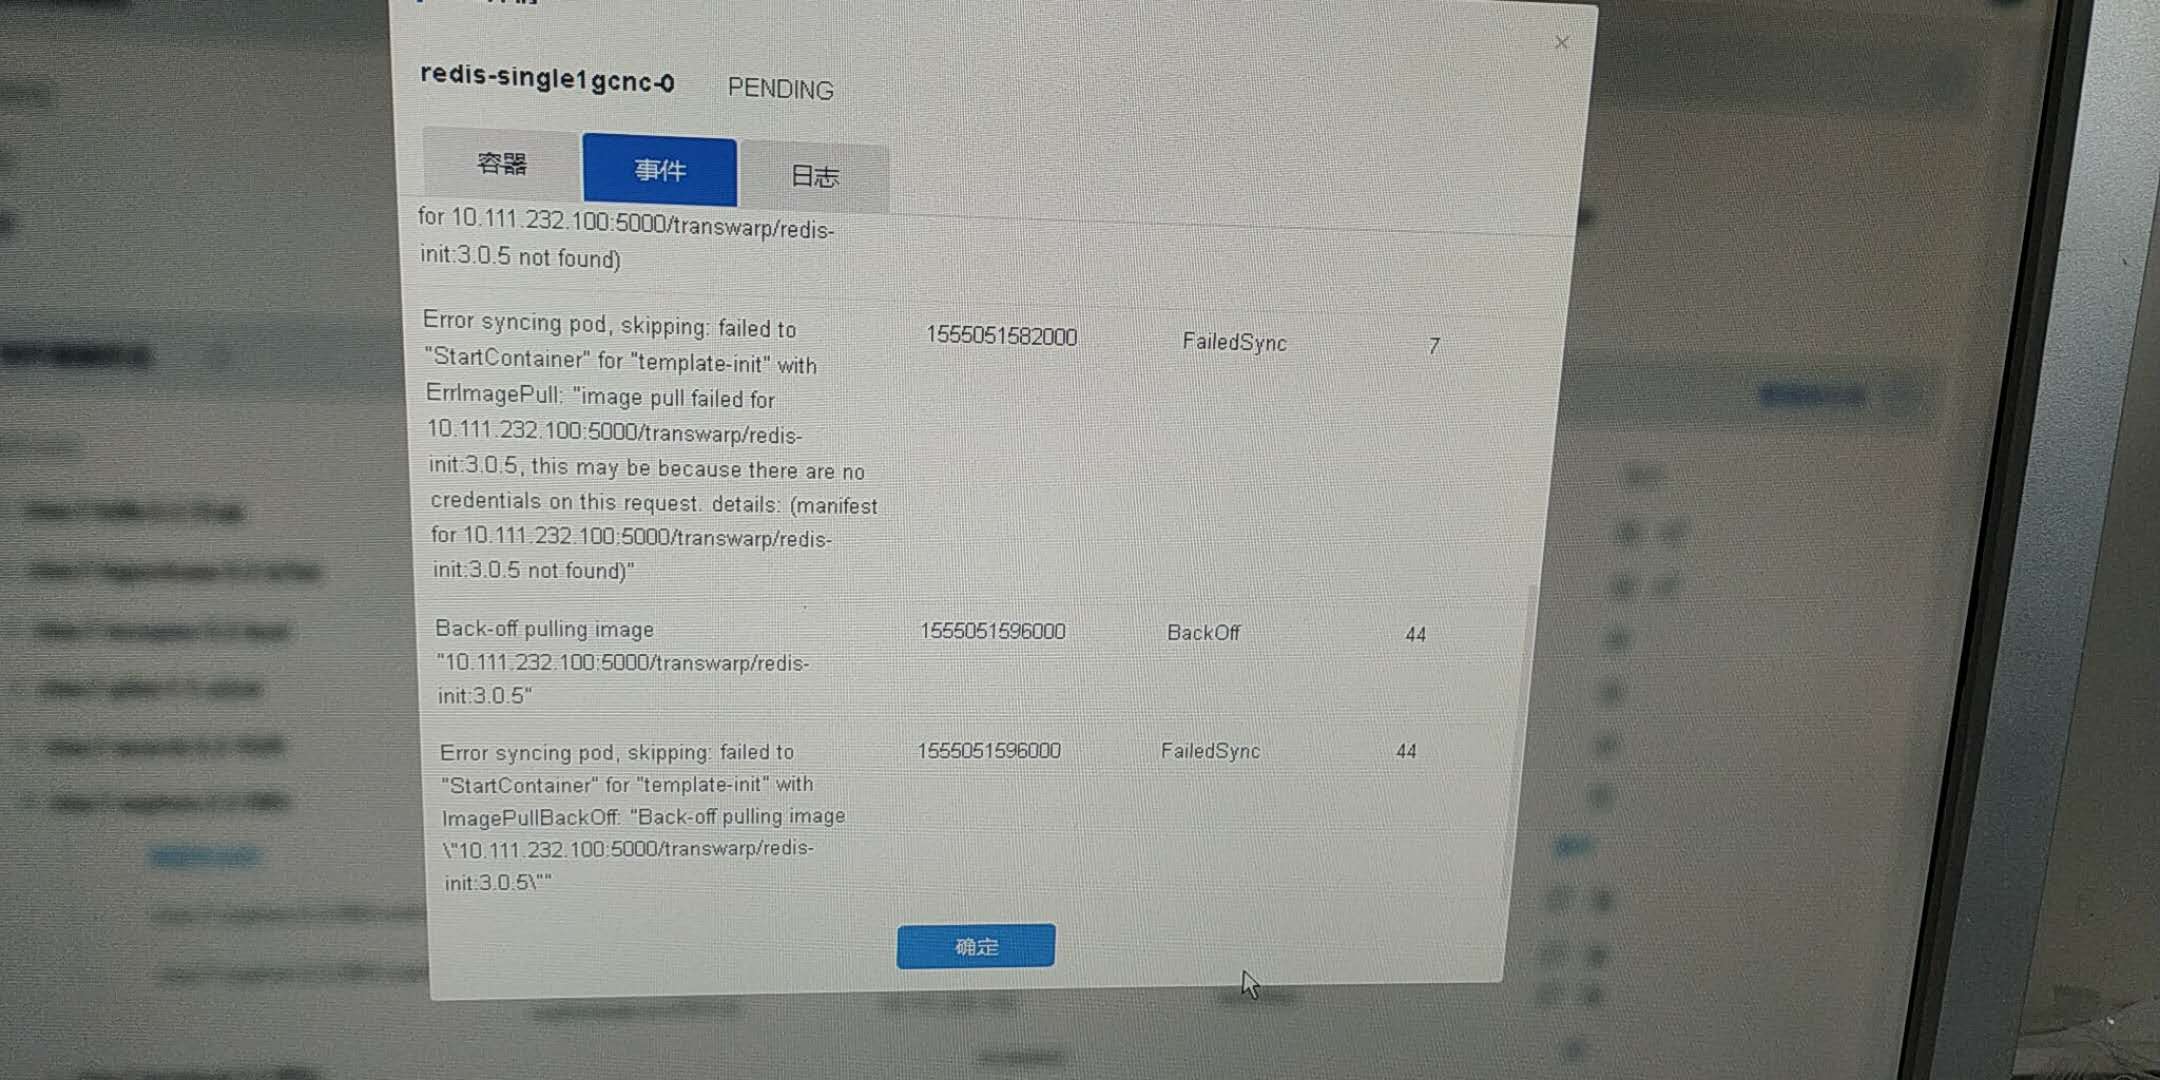 redis-single1gcnc-0 PENDING
容器 事件 日志
for 10.111.232.100:5000/transwarp/redis-
init:3.0.5 not found)
Error syncing pod, skipping: failed to 1555051582000 FailedSync 7
"StartContainer" for "template-init" with
ErrImagePull: "image pull failed for
10.111.232.100:5000/transwarp/redis-
init:3.0.5, this may be because there are no
credentials on this request. details: (manifest
for 10.111.232.100:5000/transwarp/redis-
init:3.0.5 not found)"
Back-off pulling image 1555051596000 BackOff 44
"10.111.232.100:5000/transwarp/redis-
init:3.0.5"
Error syncing pod, skipping: failed to 1555051596000 FailedSync 44
"StartContainer" for "template-init" with
ImagePullBackOff: "Back-off pulling image
\"10.111.232.100:5000/transwarp/redis-
init:3.0.5\""
确定